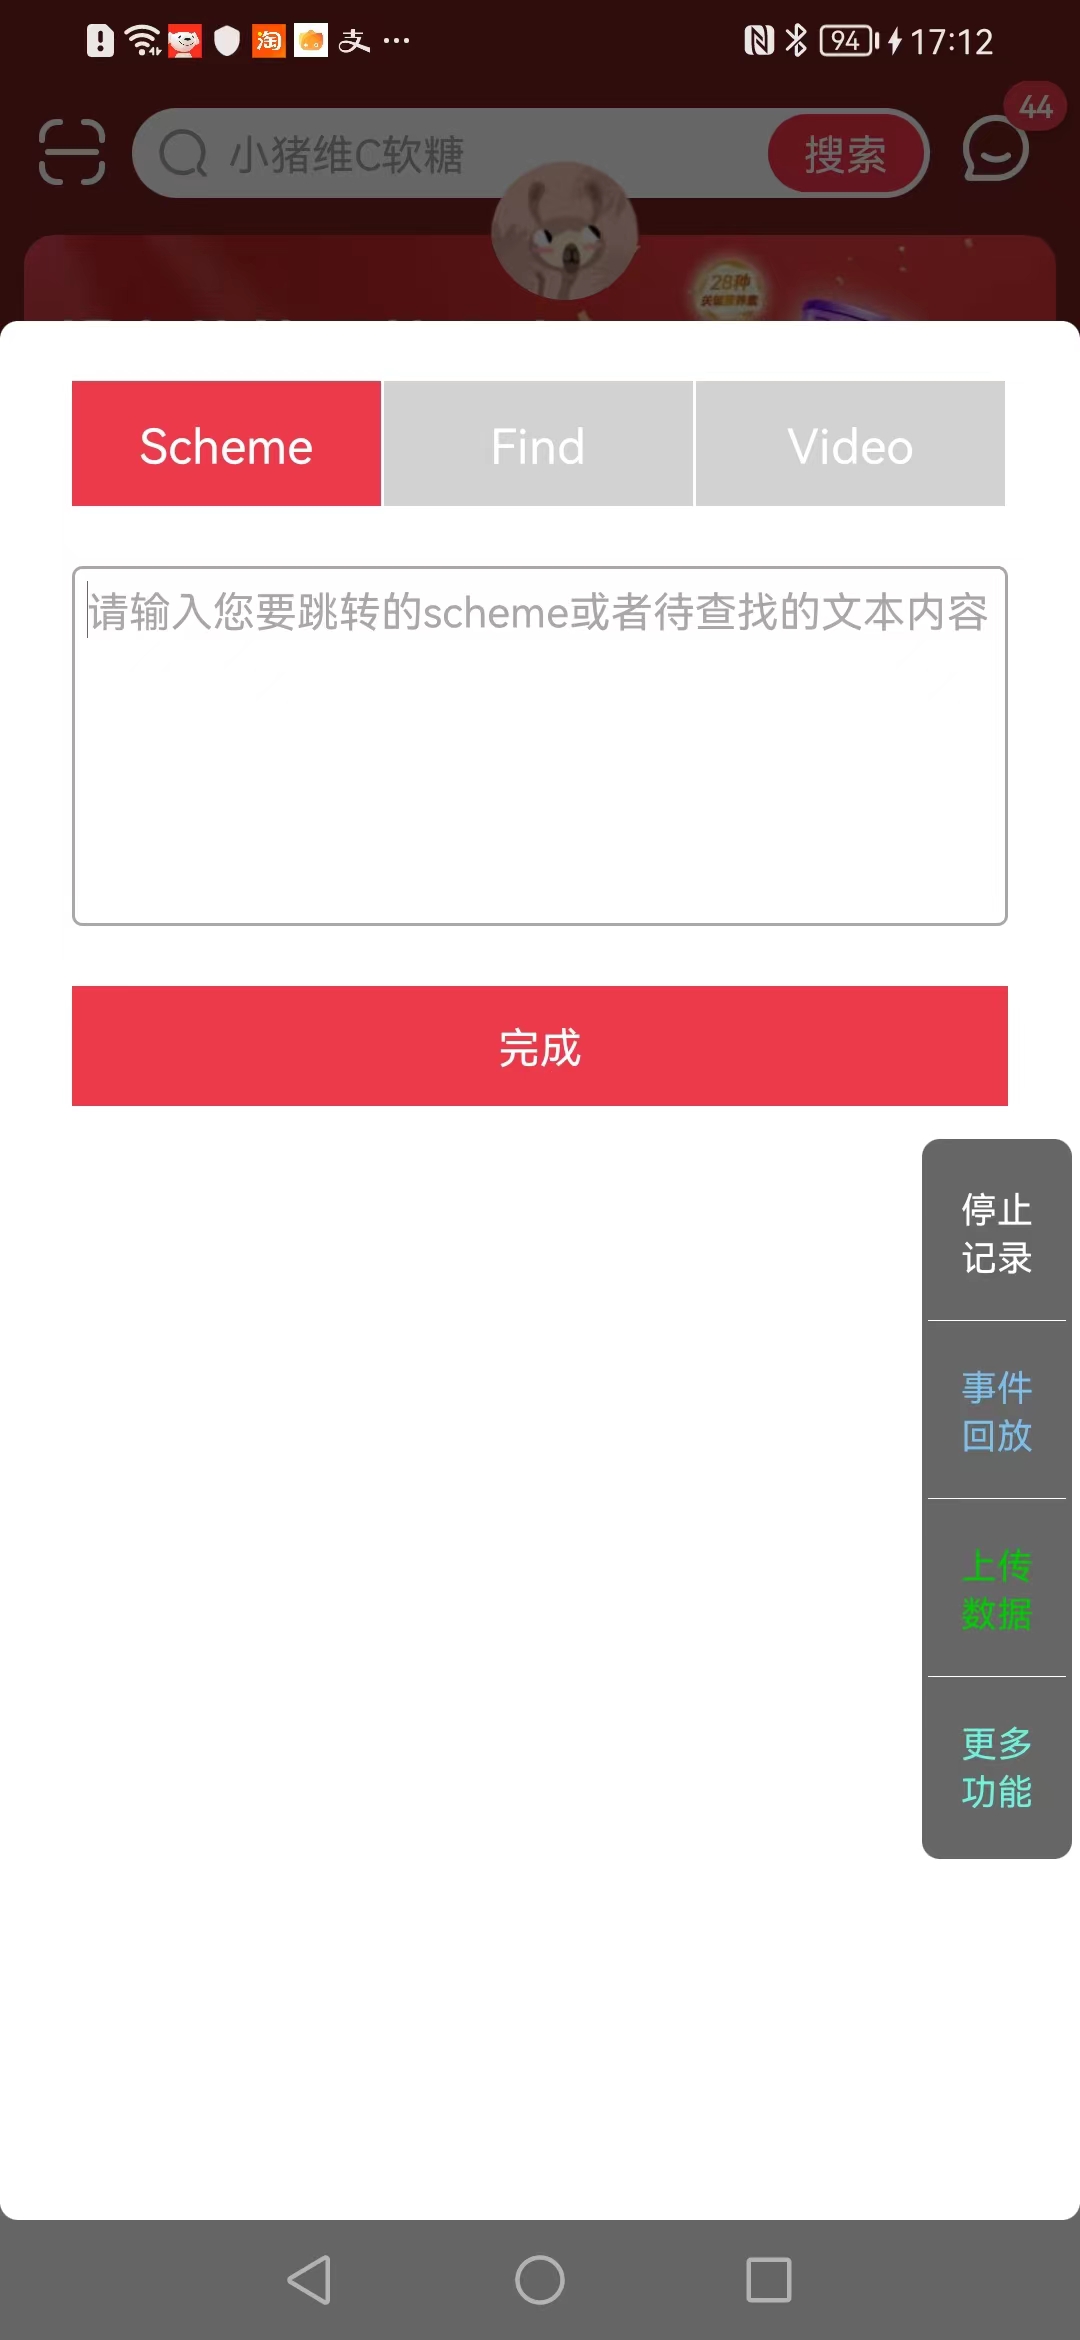 淘 支 ··· 94 17:12
44
小猪维C软糖 搜索
28种
Scheme Find Video
请输入您要跳转的scheme或者待查找的文本内容
完成
停止
记录
事件
回放
上传
数据
更多
功能